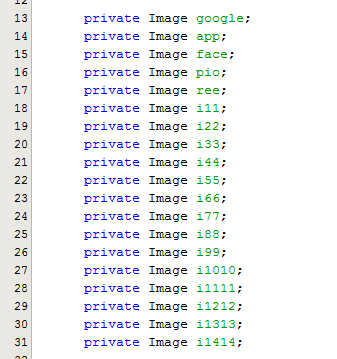 13 private Image google;
14 private Image app;
15 private Image face;
16 private Image pio;
17 private Image ree;
18 private Image i11;
19 private Image i22;
20 private Image i33;
21 private Image i44;
22 private Image i55;
23 private Image i66;
24 private Image i77;
25 private Image i88;
26 private Image i99;
27 private Image i1010;
28 private Image i1111;
29 private Image i1212;
30 private Image i1313;
31 private Image i1414;